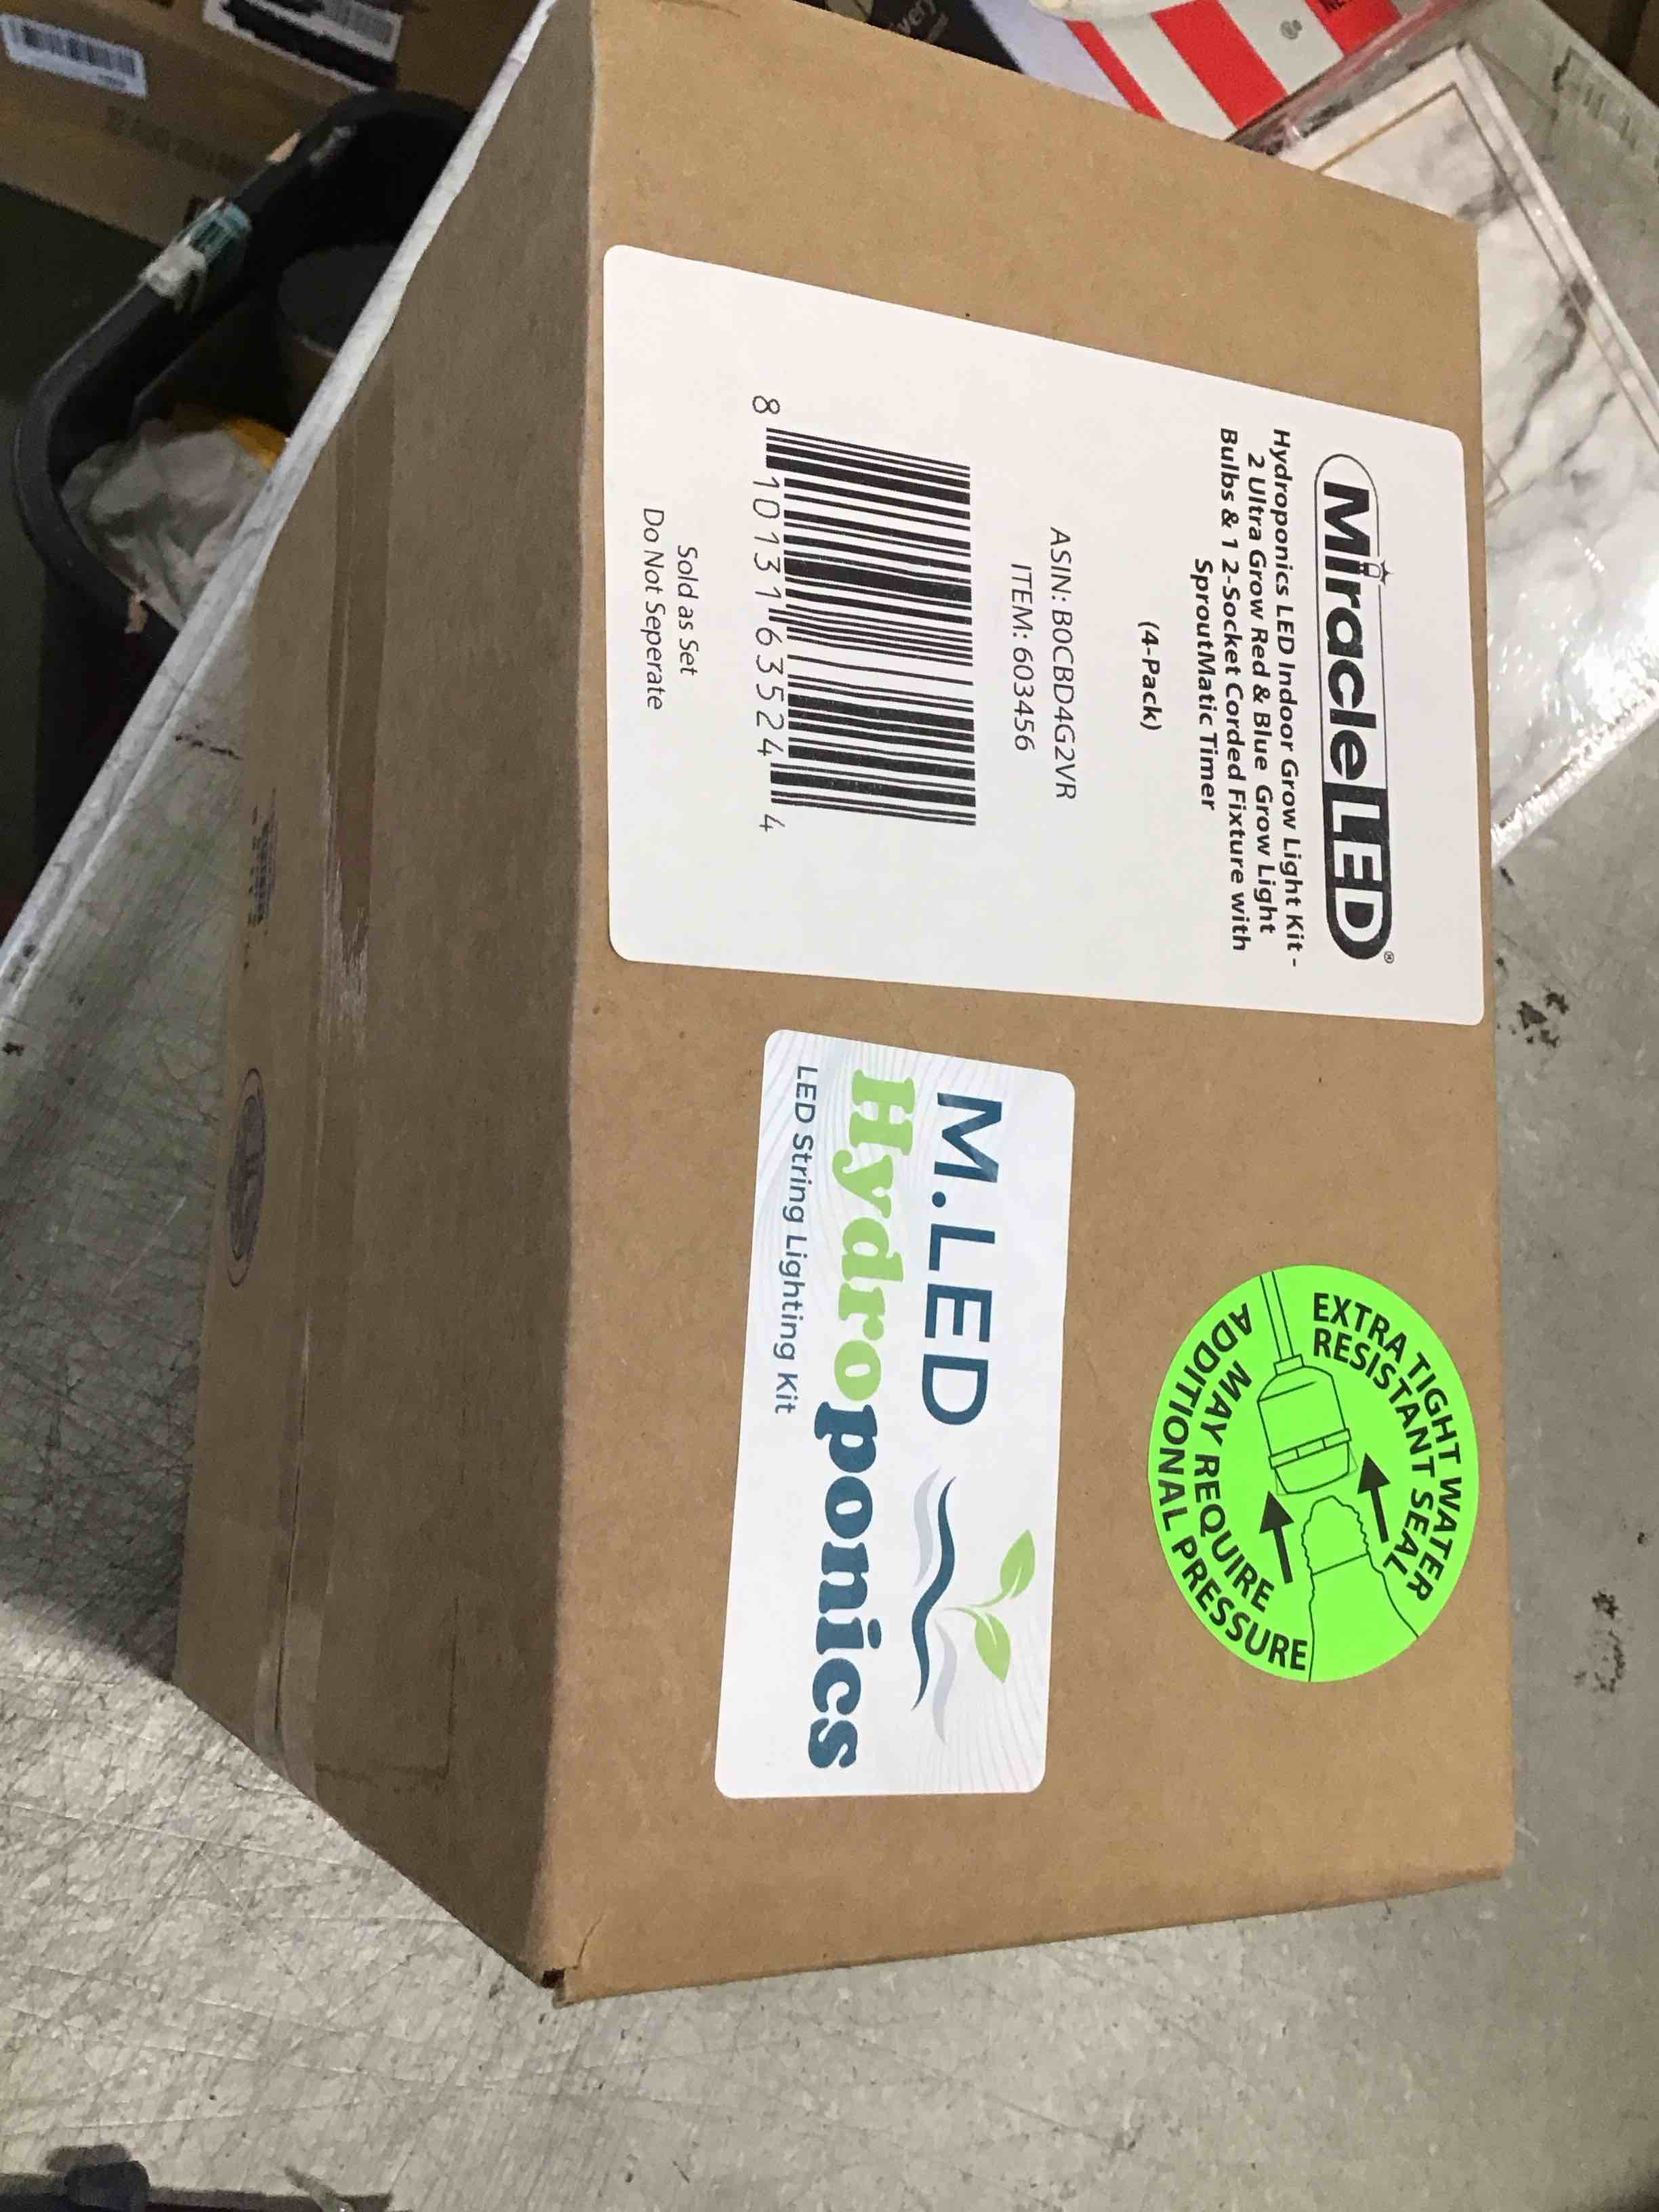 MiracleLED®
Hydroponics LED Indoor Grow Light Kit -
2 Ultra Grow Red & Blue Grow Light
Bulbs & 1 2-Socket Corded Fixture with
SproutMatic Timer
(4-Pack)
ASIN: B0CBD4G2VR
ITEM: 603456
8 10131 63524 4
Sold as Set
Do Not Seperate
EXTRA TIGHT WATER
RESISTANT SEAL
ADD MAY REQUIRE
ADDITIONAL PRESSURE
M.LED
Hydroponics
LED String Lighting Kit